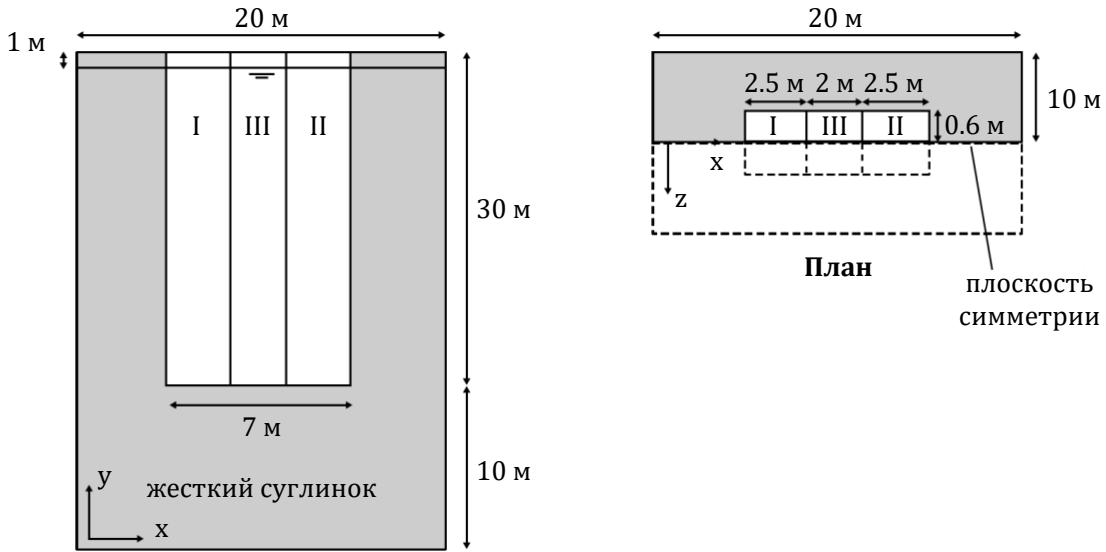 20 м
1 м
I
III
II
30 м
7 м
10 м
жесткий суглинок
y
x
20 м
2.5 м 2 м 2.5 м
10 м
I
III
II
0.6 м
x
z
План
плоскость
симметрии